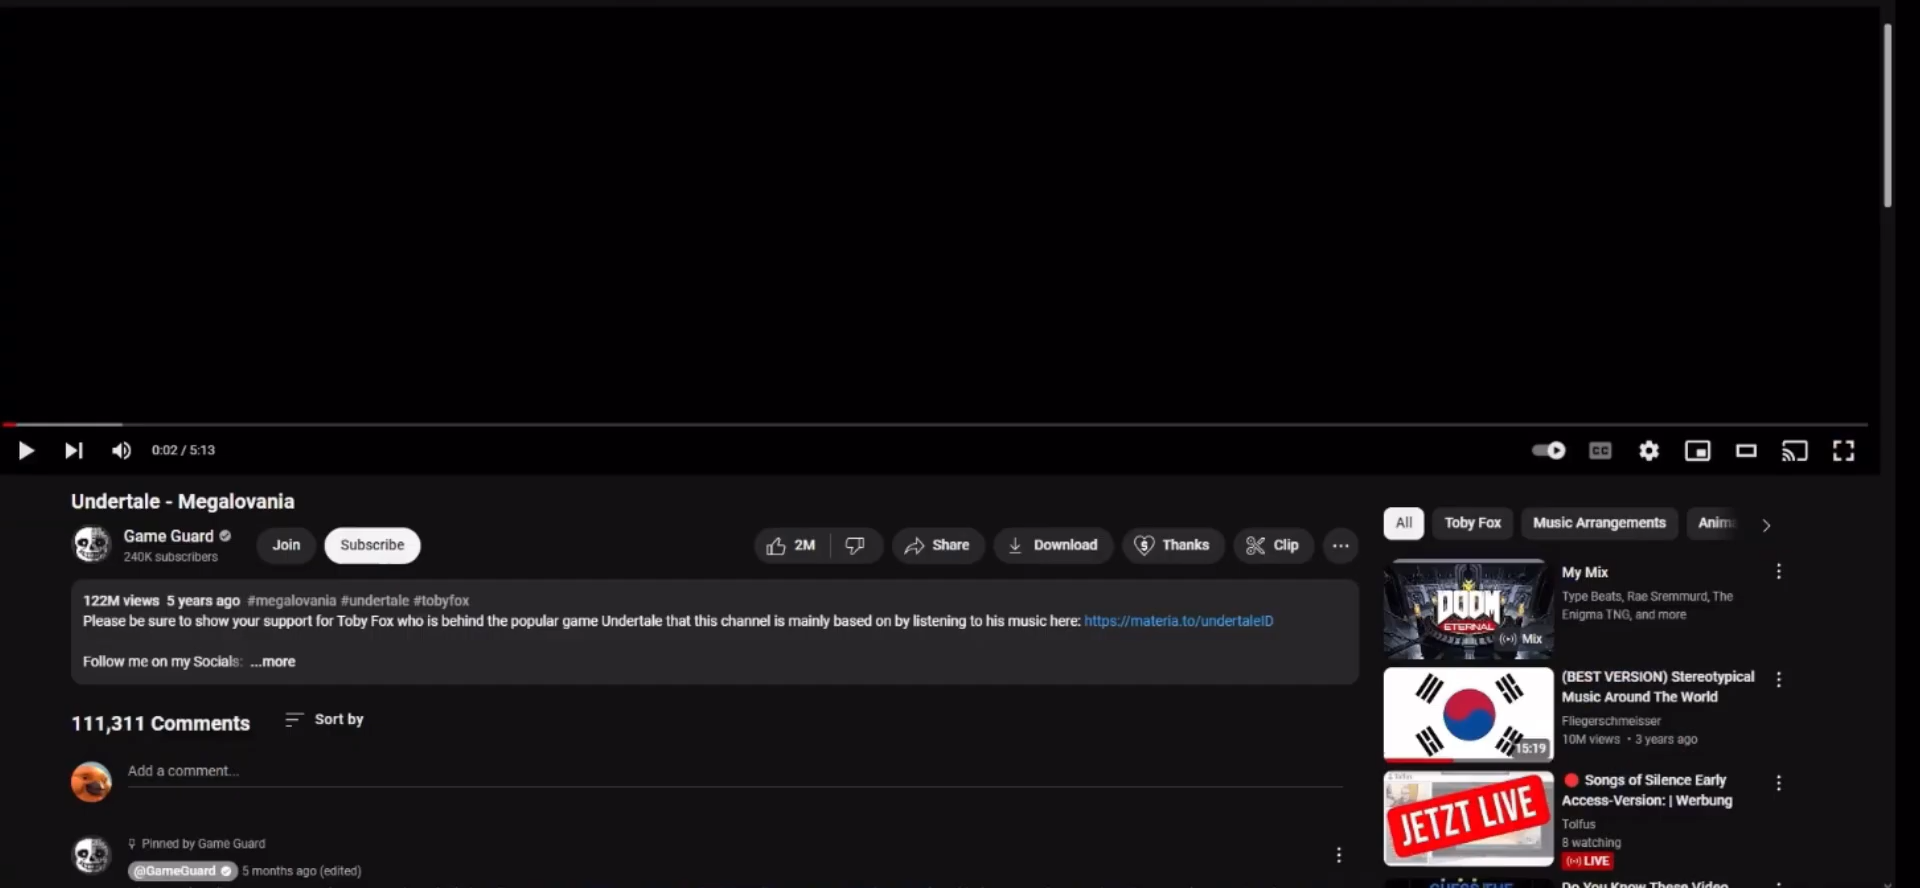 0:02 / 5:13
Undertale - Megalovania
Game Guard
240K subscribers
Join
Subscribe
2M
Share
Download
Thanks
Clip
122M views 5 years ago #megalovania #undertale #tobyfox
Please be sure to show your support for Toby Fox who is behind the popular game Undertale that this channel is mainly based on by listening to his music here: https://materia.to/undertaleID
Follow me on my Socials: ...more
111,311 Comments
Sort by
Add a comment...
Pinned by Game Guard
@GameGuard 5 months ago (edited)
All
Toby Fox
Music Arrangements
Anim
DOOM
ETERNAL
Mix
My Mix
Type Beats, Rae Sremmurd, The
Enigma TNG, and more
15:19
(BEST VERSION) Stereotypical
Music Around The World
Fliegerschmeisser
10M views • 3 years ago
JETZT LIVE
Songs of Silence Early
Access-Version: | Werbung
Tolfus
8 watching
LIVE
Do You Know These Video